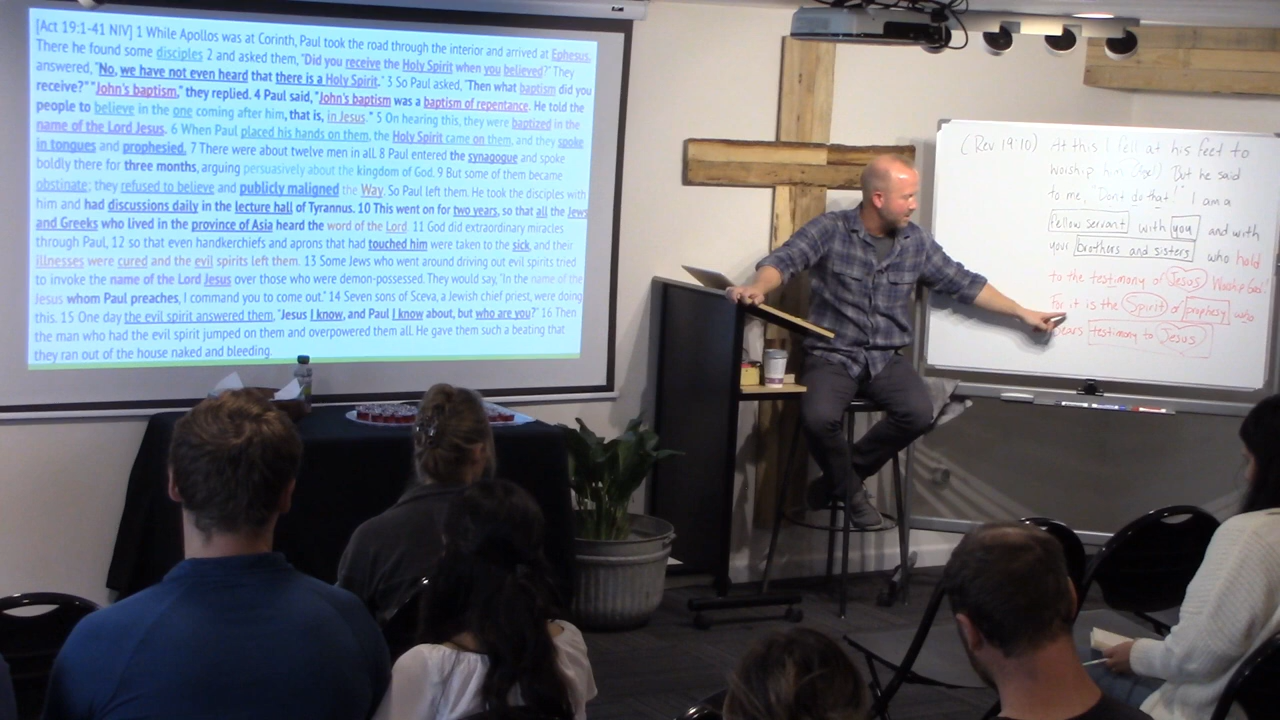 [Act 19:1-41 NIV] 1 While Apollos was at Corinth, Paul took the road through the interior and arrived at Ephesus.
There he found some disciples 2 and asked them, "Did you receive the Holy Spirit when you believed?" They
answered, "No, we have not even heard that there is a Holy Spirit." 3 So Paul asked, "Then what baptism did you
receive?" "John's baptism," they replied. 4 Paul said, "John's baptism was a baptism of repentance. He told the
people to believe in the one coming after him, that is, in Jesus." 5 On hearing this, they were baptized in the
name of the Lord Jesus. 6 When Paul placed his hands on them, the Holy Spirit came on them, and they spoke
in tongues and prophesied. 7 There were about twelve men in all. 8 Paul entered the synagogue and spoke
boldly there for three months, arguing persuasively about the kingdom of God. 9 But some of them became
obstinate; they refused to believe and publicly maligned the Way. So Paul left them. He took the disciples with
him and had discussions daily in the lecture hall of Tyrannus. 10 This went on for two years, so that all the Jews
and Greeks who lived in the province of Asia heard the word of the Lord 11 God did extraordinary miracles
through Paul, 12 so that even handkerchiefs and aprons that had touched him were taken to the sick, and their
illnesses were cured and the evil spirits left them. 13 Some Jews who went around driving out evil spirits tried
to invoke the name of the Lord Jesus over those who were demon-possessed. They would say, "In the name of the
Jesus whom Paul preaches, I command you to come out." 14 Seven sons of Sceva, a Jewish chief priest, were doing
this. 15 One day the evil spirit answered them, "Jesus I know, and Paul I know about, but who are you?" 16 Then
the man who had the evil spirit jumped on them and overpowered them all. He gave them such a beating that
they ran out of the house naked and bleeding.
(Rev 19:10) At this I fell at his feet to
worship him But he said
to me, "Don't do that!" I am a
fellow servant with you and with
your brothers and sisters who hold
to the testimony of Jesus Worship God!
For it is the Spirit of prophesy who
bears testimony to Jesus